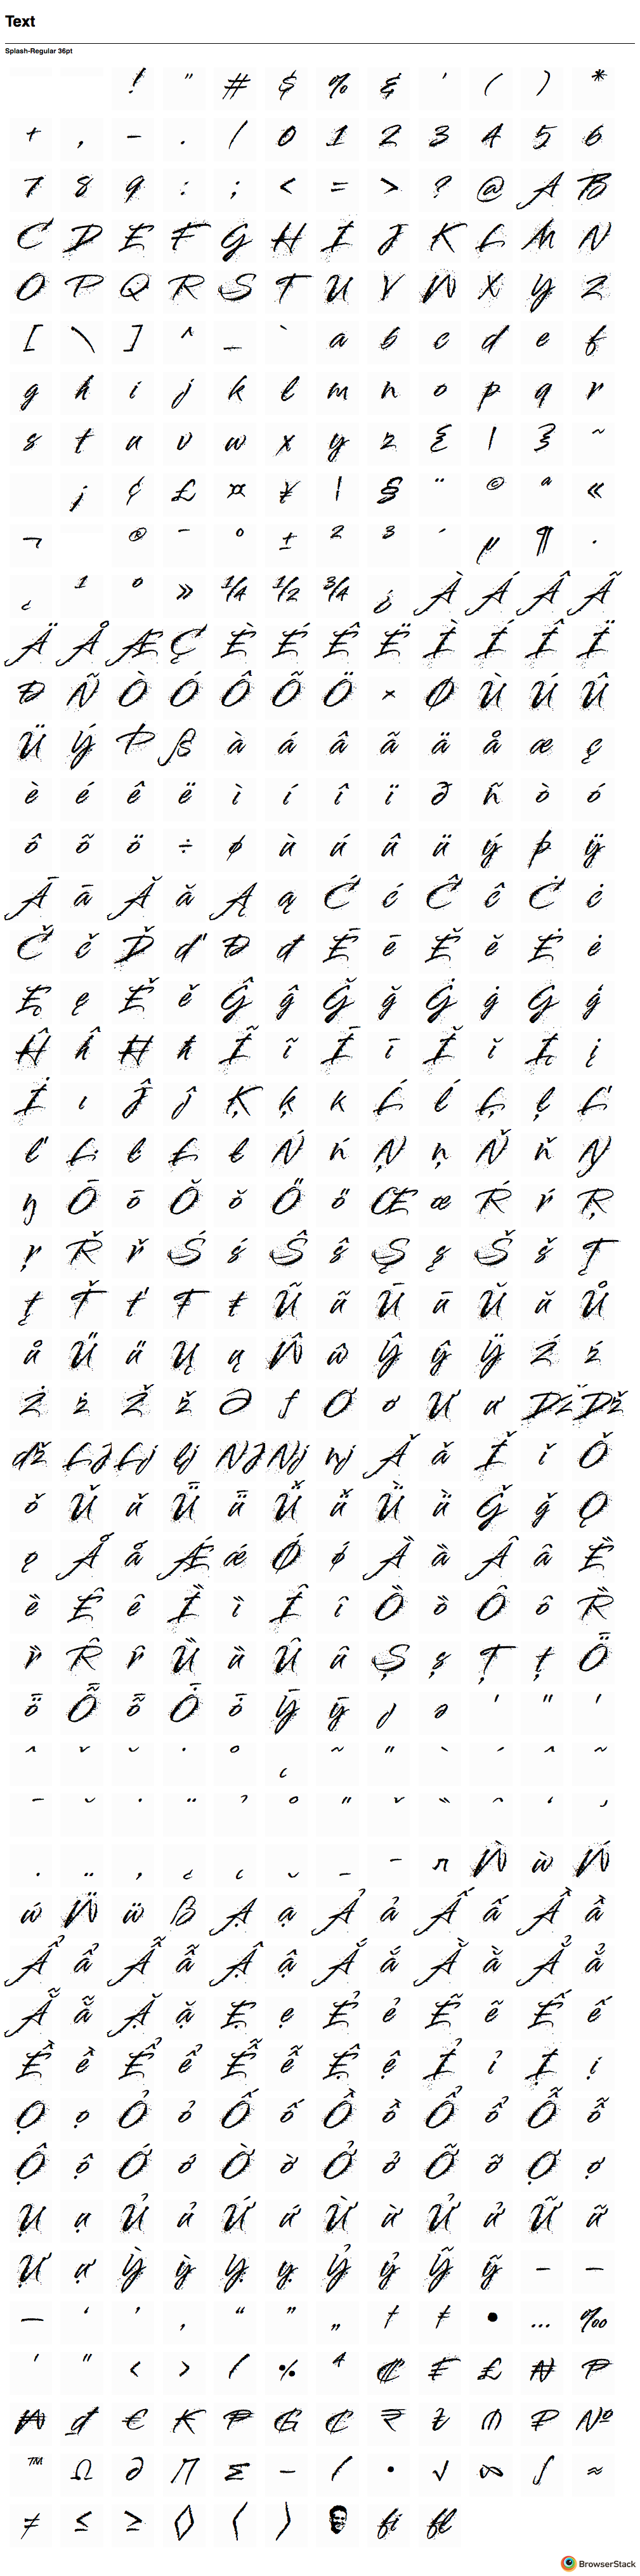 Text
Splash-Regular 36pt
! " # $ % & ' ( ) *
+ , - . / 0 1 2 3 4 5 6
7 8 9 : ; < = > ? @ A B
C D E F G H I J K L M N
O P Q R S T U V W X Y Z
[ \ ] ^ _ ` a b c d e f
g h i j k l m n o p q r
s t u v w x y z { | } ~
¡ ¢ £ ¤ ¥ ¦ § ¨ © ª «
¬ ® ¯ ° ± ² ³ ´ µ ¶ ·
¸ ¹ º » ¼ ½ ¾ ¿ À Á Â Ã
Ä Å Æ Ç È É Ê Ë Ì Í Î Ï
Ð Ñ Ò Ó Ô Õ Ö × Ø Ù Ú Û
Ü Ý Þ ß à á â ã ä å æ ç
è é ê ë ì í î ï ð ñ ò ó
ô õ ö ÷ ø ù ú û ü ý þ ÿ
Ā ā Ă ă Ą ą Ć ć Ĉ ĉ Ċ ċ
Č č Ď ď Đ đ Ē ē Ĕ ĕ Ė ė
Ę ę Ě ě Ĝ ĝ Ğ ğ Ġ ġ Ģ ģ
Ĥ ĥ Ħ ħ Ĩ ĩ Ī ī Ĭ ĭ Į į
İ ı Ĵ ĵ Ķ ķ ĸ Ĺ ĺ Ļ ļ Ľ
ľ Ŀ ŀ Ł ł Ń ń Ņ ņ Ň ň Ŋ
ŋ Ō ō Ŏ ŏ Ő ő Œ œ Ŕ ŕ Ŗ
ŗ Ř ř Ś ś Ŝ ŝ Ş ş Š š Ţ
ţ Ť ť Ŧ ŧ Ũ ũ Ū ū Ŭ ŭ Ů
ů Ű ű Ų ų Ŵ ŵ Ŷ ŷ Ÿ Ź ź
Ż ż Ž ž Ə ƒ Ơ ơ Ư ư DŽ Dž
dž LJ Lj lj NJ Nj nj Ǎ ǎ Ǐ ǐ Ǒ
ǒ Ǔ ǔ Ǖ ǖ Ǚ ǚ Ǜ ǜ Ǧ ǧ Ǫ
ǫ Ǻ ǻ Ǽ ǽ Ǿ ǿ Ȁ ȁ Ȃ ȃ Ȅ
ȅ Ȇ ȇ Ȉ ȉ Ȋ ȋ Ȍ ȍ Ȏ ȏ Ȑ
ȑ Ȓ ȓ Ȕ ȕ Ȗ ȗ Ș ș Ț ț Ȫ
ȫ Ȭ ȭ Ȱ ȱ Ȳ ȳ ȷ ə
π Ẁ ẁ Ẃ
ẃ Ẅ ẅ ẞ Ạ ạ Ả ả Ấ ấ Ầ ầ
Ẩ ẩ Ẫ ẫ Ậ ậ Ắ ắ Ằ ằ Ẳ ẳ
Ẵ ẵ Ặ ặ Ẹ ẹ Ẻ ẻ Ẽ ẽ Ế ế
Ề ề Ể ể Ễ ễ Ệ ệ Ỉ ỉ Ị ị
Ọ ọ Ỏ ỏ Ố ố Ồ ồ Ổ ổ Ỗ ỗ
Ộ ộ Ớ ớ Ờ ờ Ở ở Ỡ ỡ Ợ ợ
Ụ ụ Ủ ủ Ứ ứ Ừ ừ Ử ử Ữ ữ
Ự ự Ỳ ỳ Ỵ ỵ Ỷ ỷ Ỹ ỹ – —
― ‘ ’ ‚ “ ” „ † ‡ • … ‰
′ ″ ‹ › ⁄ ⁒ ⁴ ₡ ₣ ₤ ₦ ₱
₩ ₫ € ₭ ₱ ₲ ₵ ₹ ₺ ₼ ₽ №
™ Ω ∂ ∏ ∑ − ∕ ∙ √ ∞ ∫ ≈
≠ ≤ ≥ ◊ ⟨ ⟩ fi fl
BrowserStack